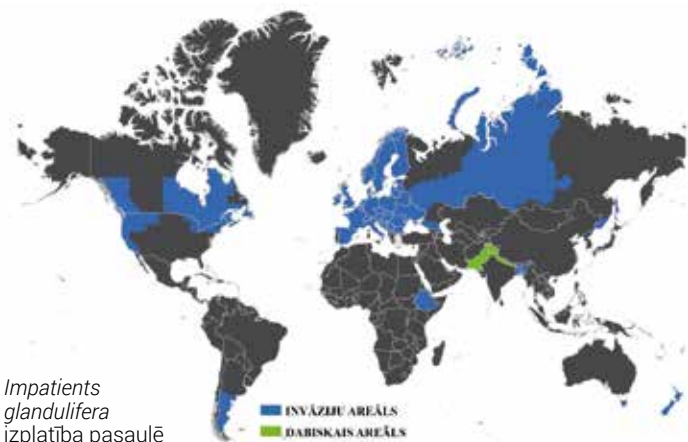 Impatients
glandulifera
izplatība pasaulē
INVĀZIJU AREĀLS
DABISKAIS AREĀLS